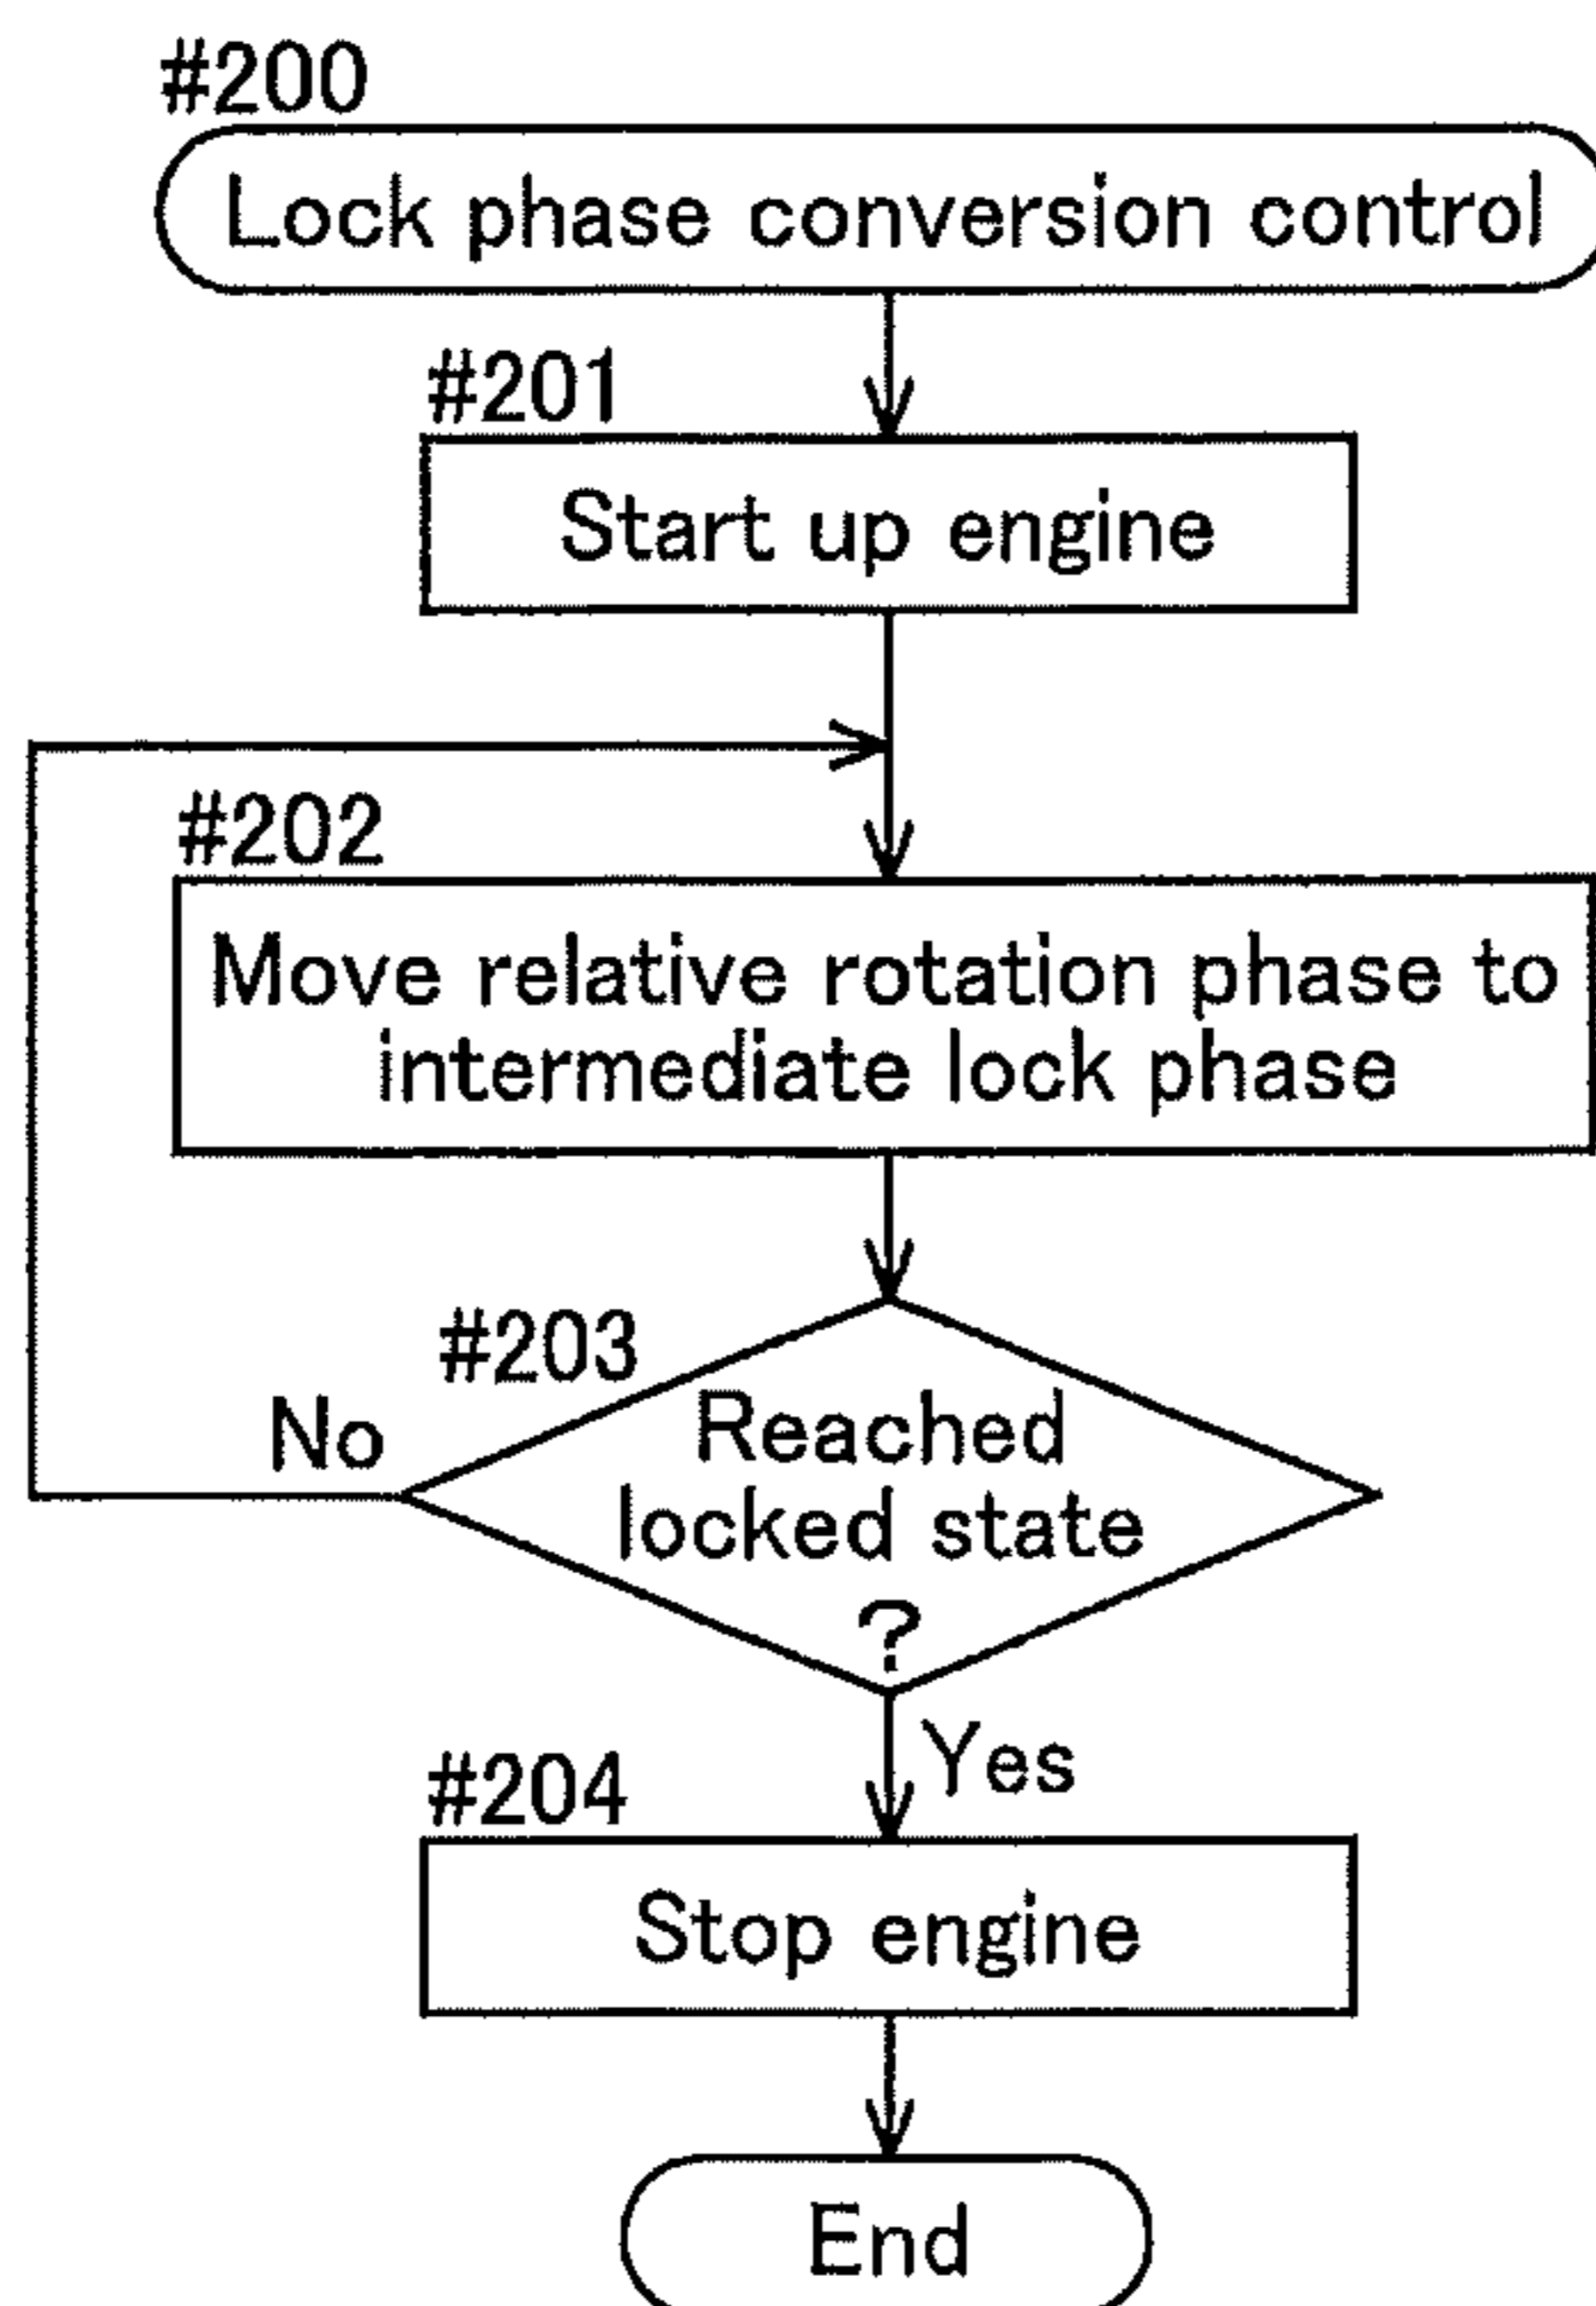 #200
Lock phase conversion control
#201
Start up engine
#202
Move relative rotation phase to
intermediate lock phase
#203
No
Reached
locked state
?
Yes
#204
Stop engine
End